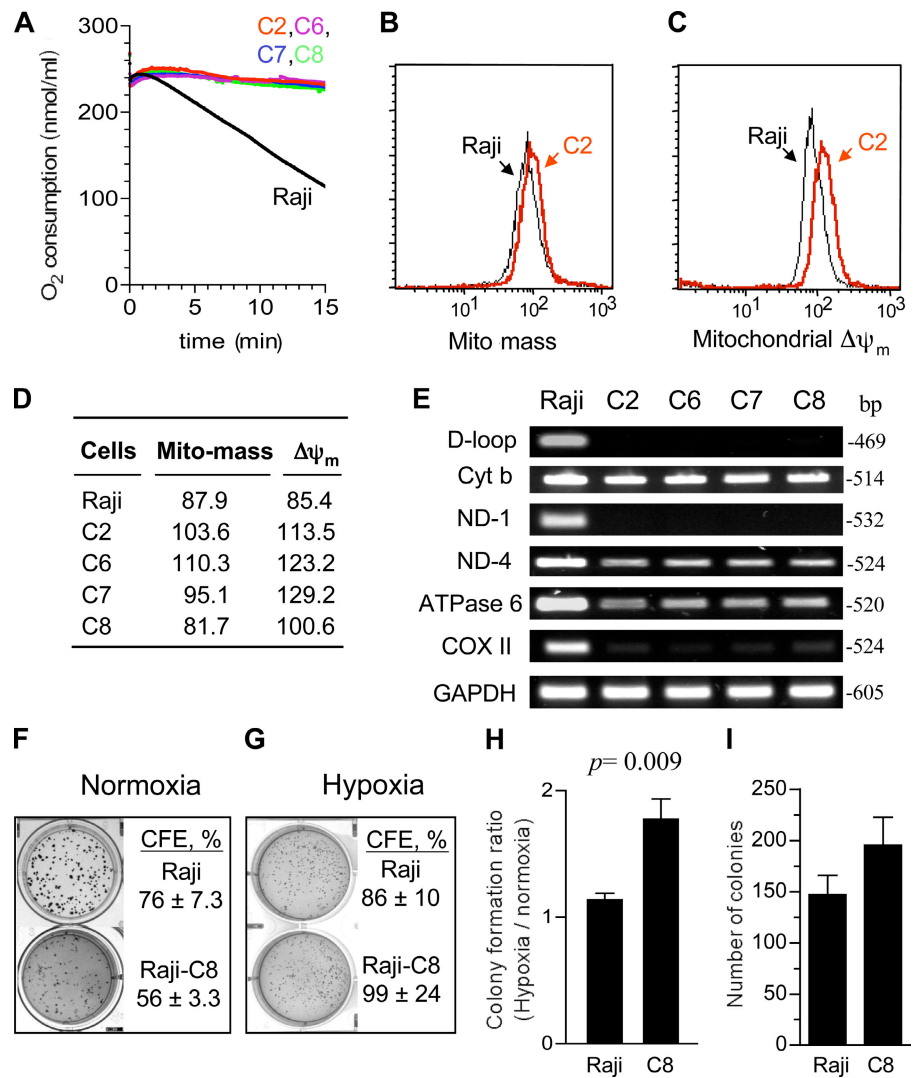 A
300
240
180
120
60
0
O2 consumption (nmol/ml)
C2,C6,
C7,C8
Raji
0 5 10 15
time (min)
B
Raji
C2
10¹ 10² 10³
Mito mass
C
Raji
C2
10¹ 10² 10³
Mitochondrial Δψm
D
Cells Mito-mass Δψm
Raji 87.9 85.4
C2 103.6 113.5
C6 110.3 123.2
C7 95.1 129.2
C8 81.7 100.6
E
Raji C2 C6 C7 C8 bp
D-loop -469
Cyt b -514
ND-1 -532
ND-4 -524
ATPase 6 -520
COX II -524
GAPDH -605
F
Normoxia
CFE, %
Raji
76 ± 7.3
Raji-C8
56 ± 3.3
G
Hypoxia
CFE, %
Raji
86 ± 10
Raji-C8
99 ± 24
H
p= 0.009
Colony formation ratio
(Hypoxia / normoxia)
2
1
0
Raji C8
I
Number of colonies
250
200
150
100
50
0
Raji C8